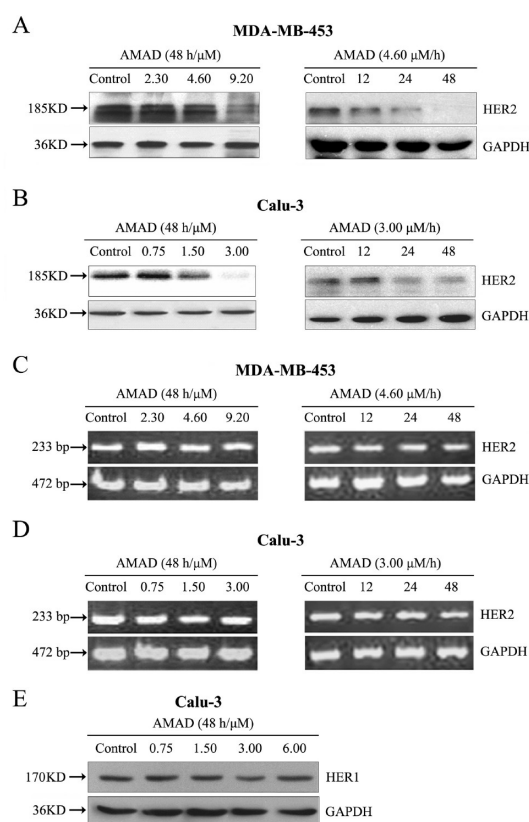 A
MDA-MB-453
AMAD (48 h/μM) AMAD (4.60 μM/h)
Control 2.30 4.60 9.20 Control 12 24 48
185KD HER2
36KD GAPDH
B
Calu-3
AMAD (48 h/μM) AMAD (3.00 μM/h)
Control 0.75 1.50 3.00 Control 12 24 48
185KD HER2
36KD GAPDH
C
MDA-MB-453
AMAD (48 h/μM) AMAD (4.60 μM/h)
Control 2.30 4.60 9.20 Control 12 24 48
233 bp HER2
472 bp GAPDH
D
Calu-3
AMAD (48 h/μM) AMAD (3.00 μM/h)
Control 0.75 1.50 3.00 Control 12 24 48
233 bp HER2
472 bp GAPDH
E
Calu-3
AMAD (48 h/μM)
Control 0.75 1.50 3.00 6.00
170KD HER1
36KD GAPDH